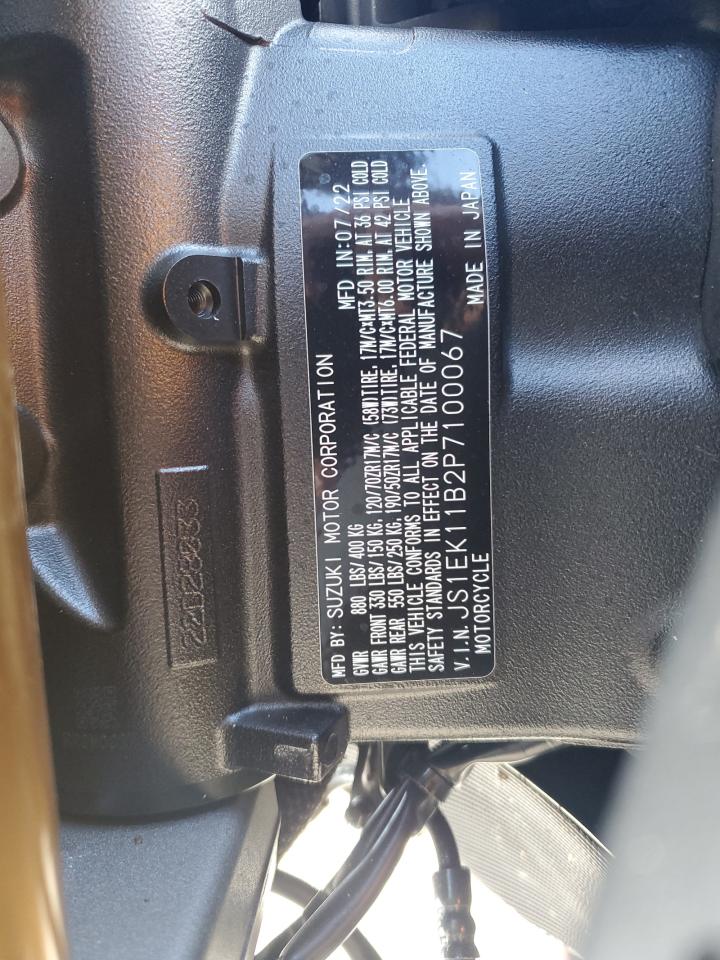 MFD BY: SUZUKI MOTOR CORPORATION MFD IN:07/22
GVWR 880 LBS/400 KG
GAWR FRONT 330 LBS/150 KG. 120/70ZR17M/C (58W)TIRE, 17M/C×MT3.50 RIM. AT 36 PSI COLD
GAWR REAR 550 LBS/250 KG. 190/50ZR17M/C (73W)TIRE, 17M/C×MT6.00 RIM. AT 42 PSI COLD
THIS VEHICLE CONFORMS TO ALL APPLICABLE FEDERAL MOTOR VEHICLE
SAFETY STANDARDS IN EFFECT ON THE DATE OF MANUFACTURE SHOWN ABOVE.
V.I.N. JS1EK11B2P7100067
MOTORCYCLE MADE IN JAPAN